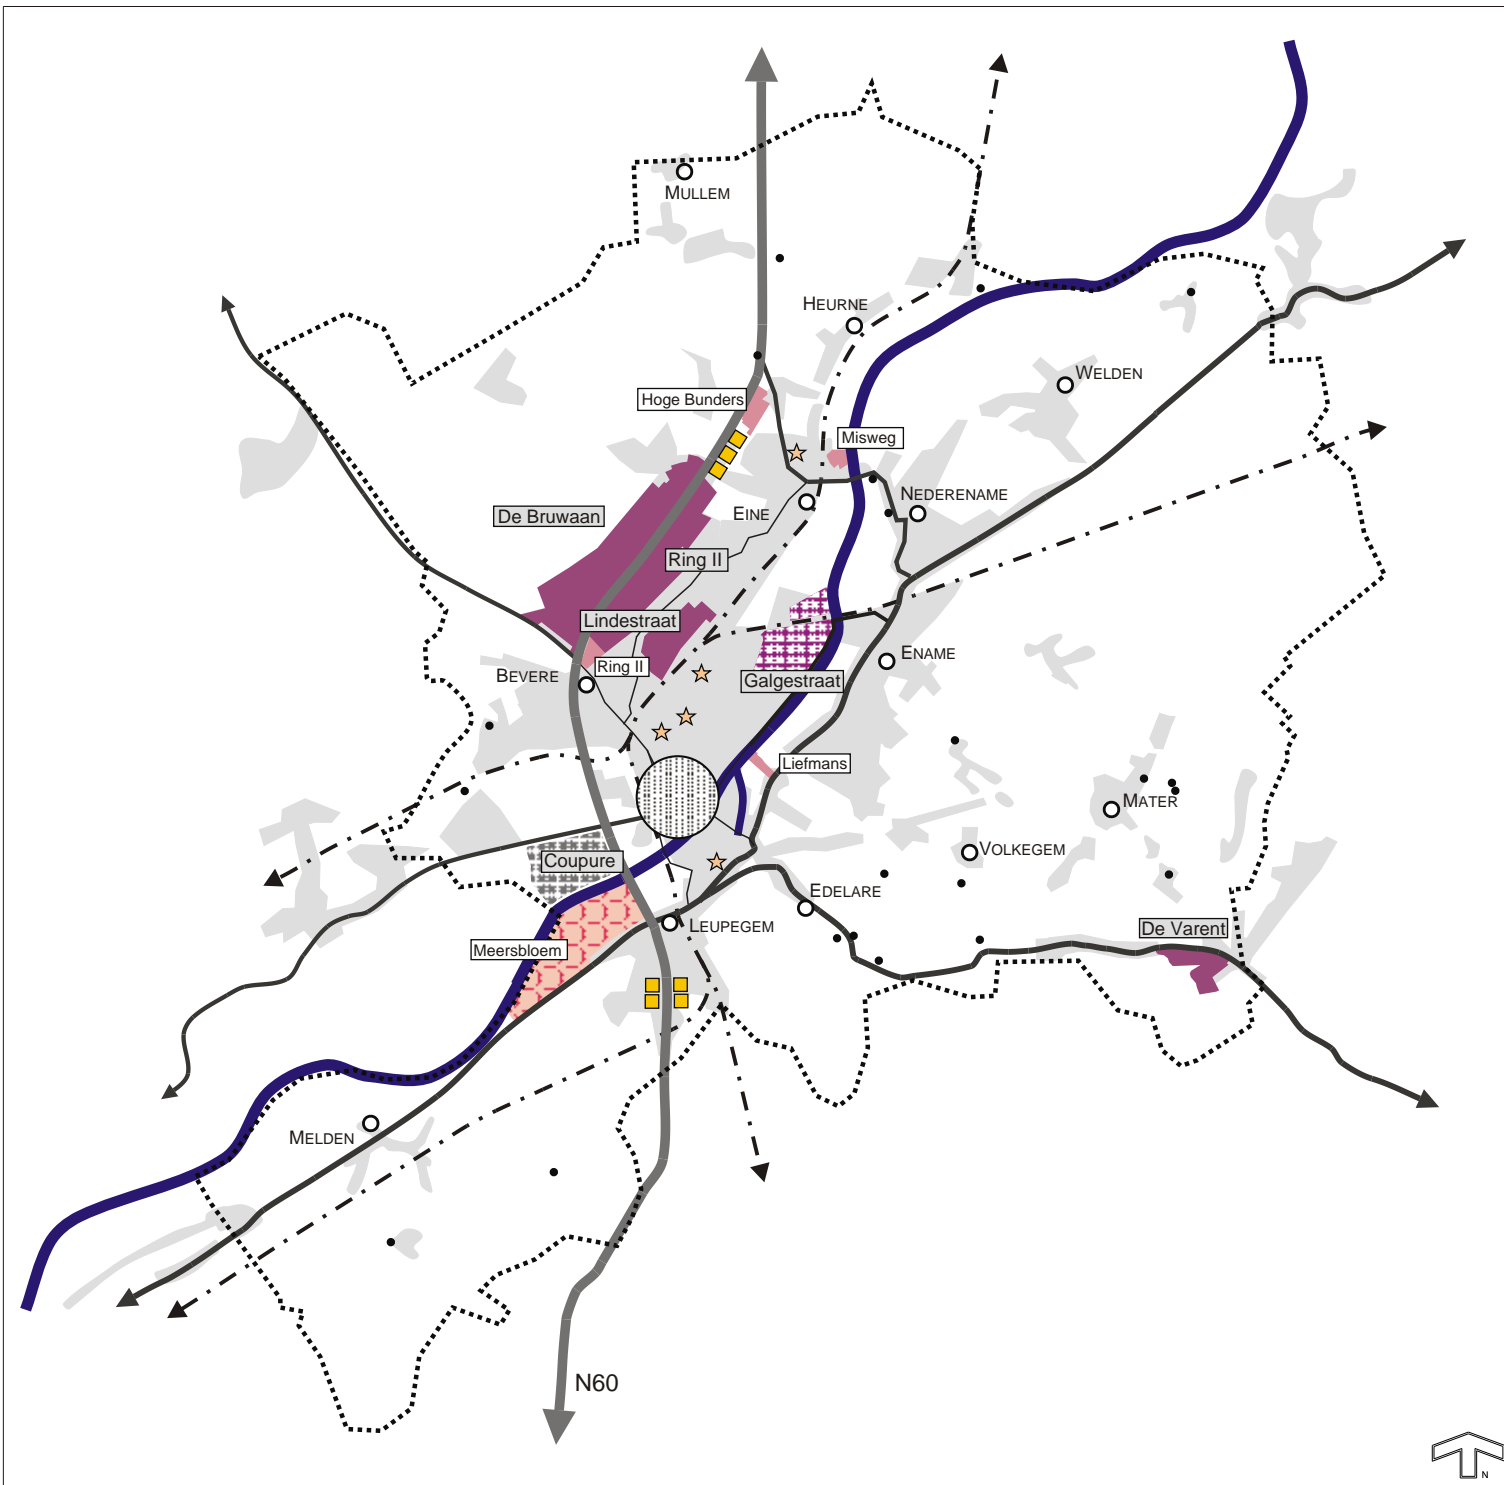 MULLEM
HEURNE
WELDEN
Hoge Bunders
Misweg
NEDERENAME
De Bruwaan
EINE
Ring II
Lindestraat
ENAME
Ring II
BEVERE
Galgestraat
Liefmans
MATER
VOLKEGEM
Coupure
EDELARE
LEUPEGEM
De Varent
Meersbloem
MELDEN
N60
N